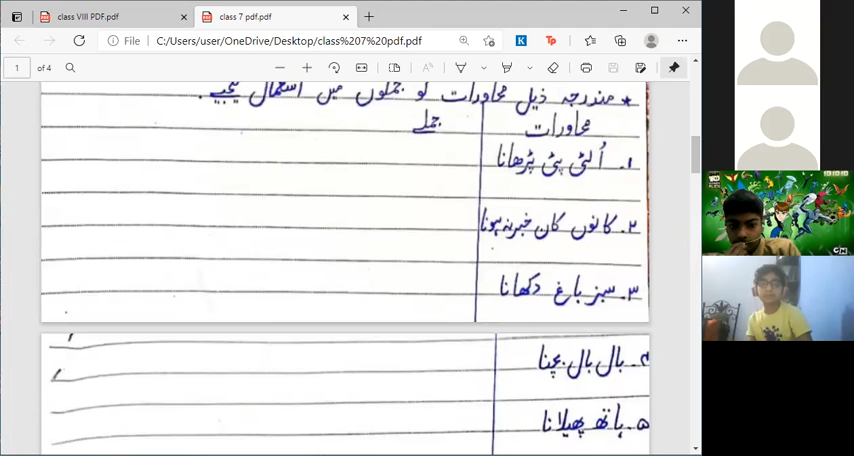 class VIII PDF.pdf
class 7 pdf.pdf
File
C:/Users/user/OneDrive/Desktop/class%207%20pdf.pdf
1
of 4
* مندرجہ ذیل محاورات کو جملوں میں استعمال کیجیے۔
محاورات
جملے
۱۔ اُلٹی پٹی پڑھانا
۲۔ کانوں کان خبر نہ ہونا
۳۔ سبز باغ دکھانا
۴۔ بال بال بچنا
۵۔ ہاتھ پھیلانا